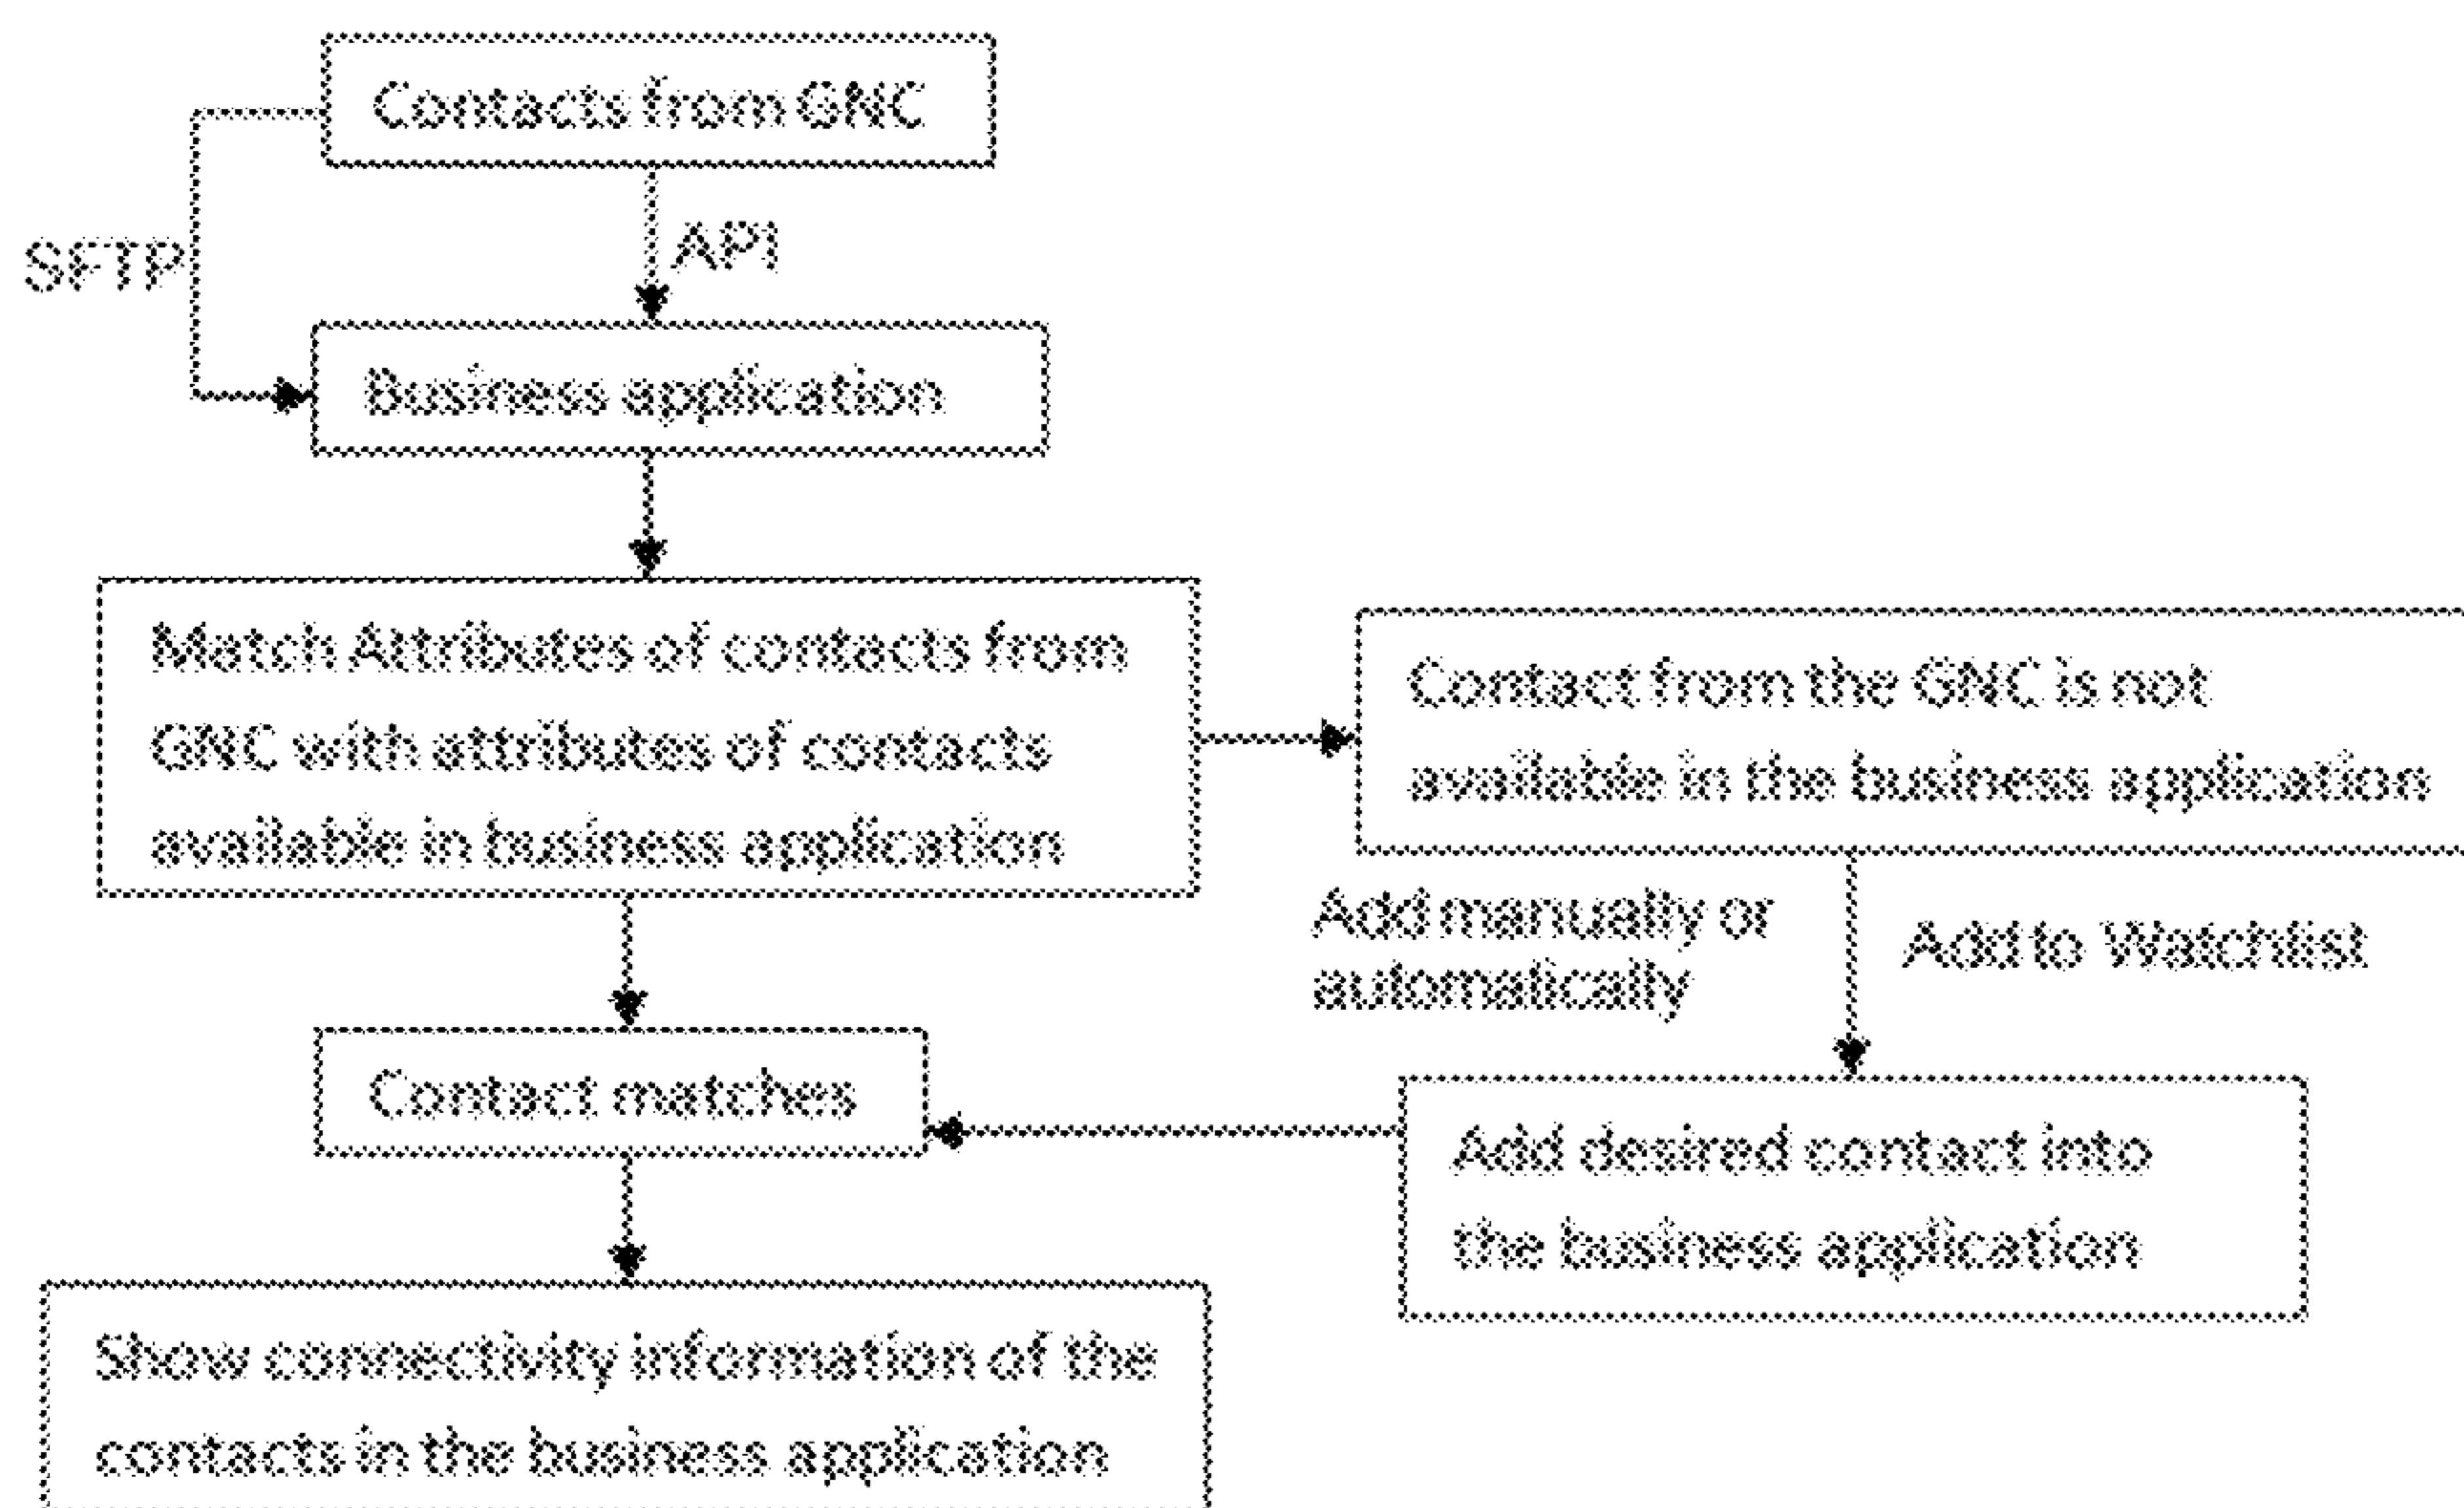 Contacts from GNC
SFTP
API
Business application
Match Attributes of contacts from
GNC with attributes of contacts
available in business application
Contact from the GNC is not
available in the business application
Add manually or
automatically
Add to Watchlist
Contact matches
Add desired contact into
the business application
Show connectivity information of the
contacts in the business application